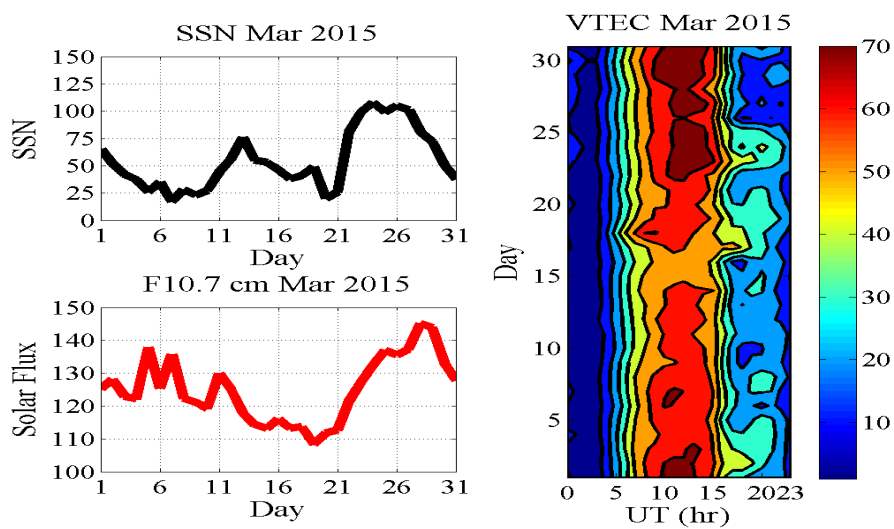 SSN Mar 2015
150
125
100
75
50
25
0
SSN
1 6 11 16 21 26 31
Day
F10.7 cm Mar 2015
150
140
130
120
110
100
Solar Flux
1 6 11 16 21 26 31
Day
VTEC Mar 2015
30
25
20
15
10
5
Day
0 5 10 15 2023
UT (hr)
70
60
50
40
30
20
10